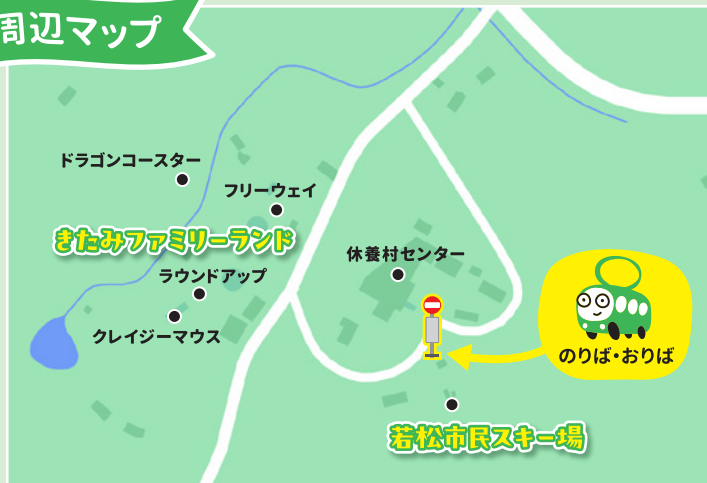 周辺マップ
ドラゴンコースター
フリーウェイ
きたみファミリーランド
休養村センター
ラウンドアップ
クレイジーマウス
のりば・おりば
若松市民スキー場